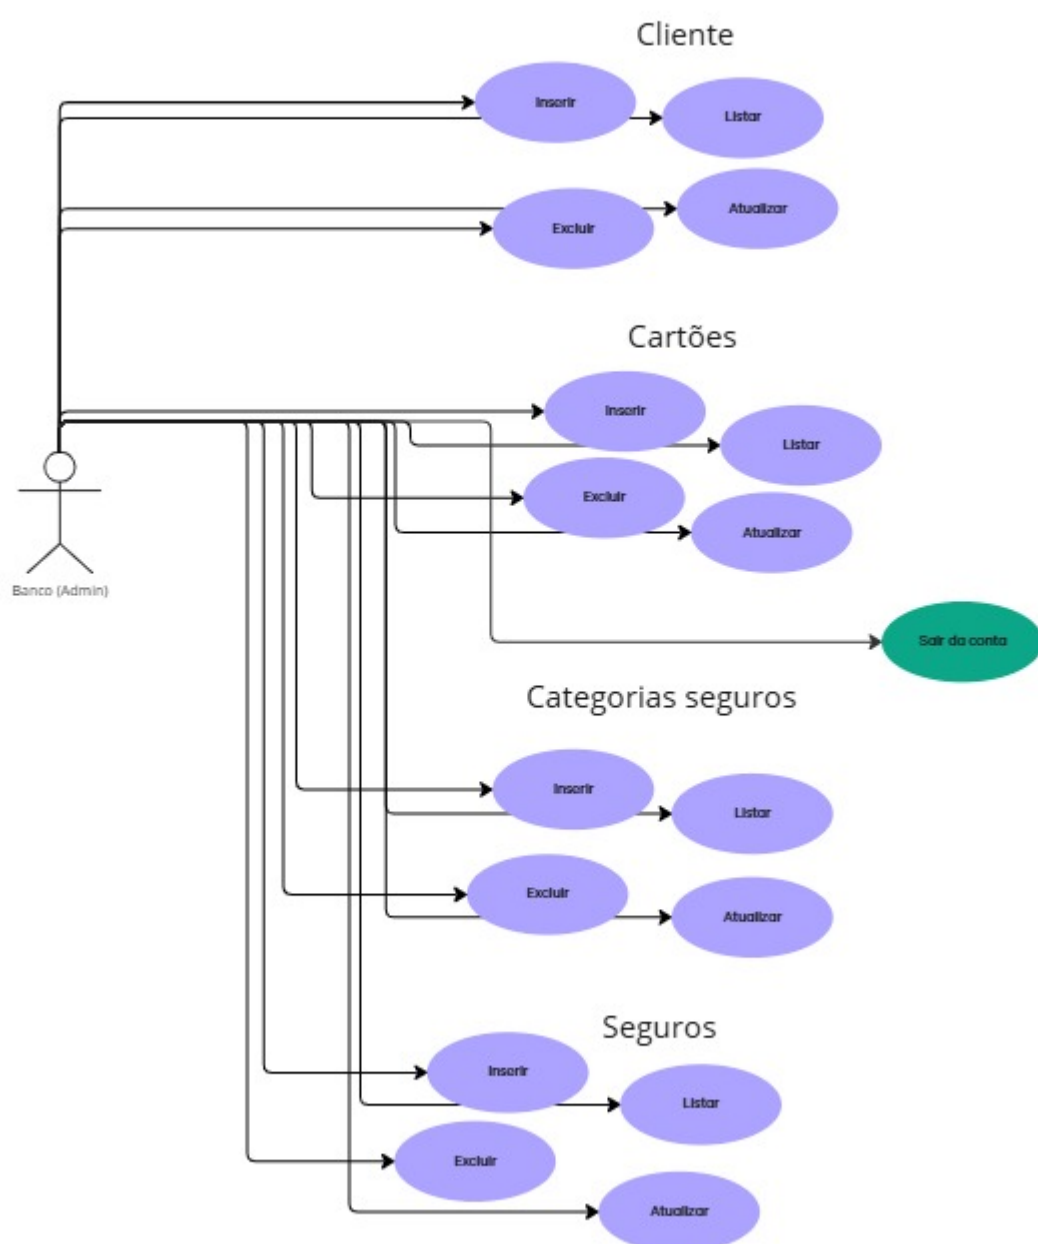 Cliente
Inserir
Listar
Atualizar
Excluir
Cartões
Inserir
Listar
Excluir
Atualizar
Banco (Admin)
Sair da conta
Categorias seguros
Inserir
Listar
Excluir
Atualizar
Seguros
Inserir
Listar
Excluir
Atualizar